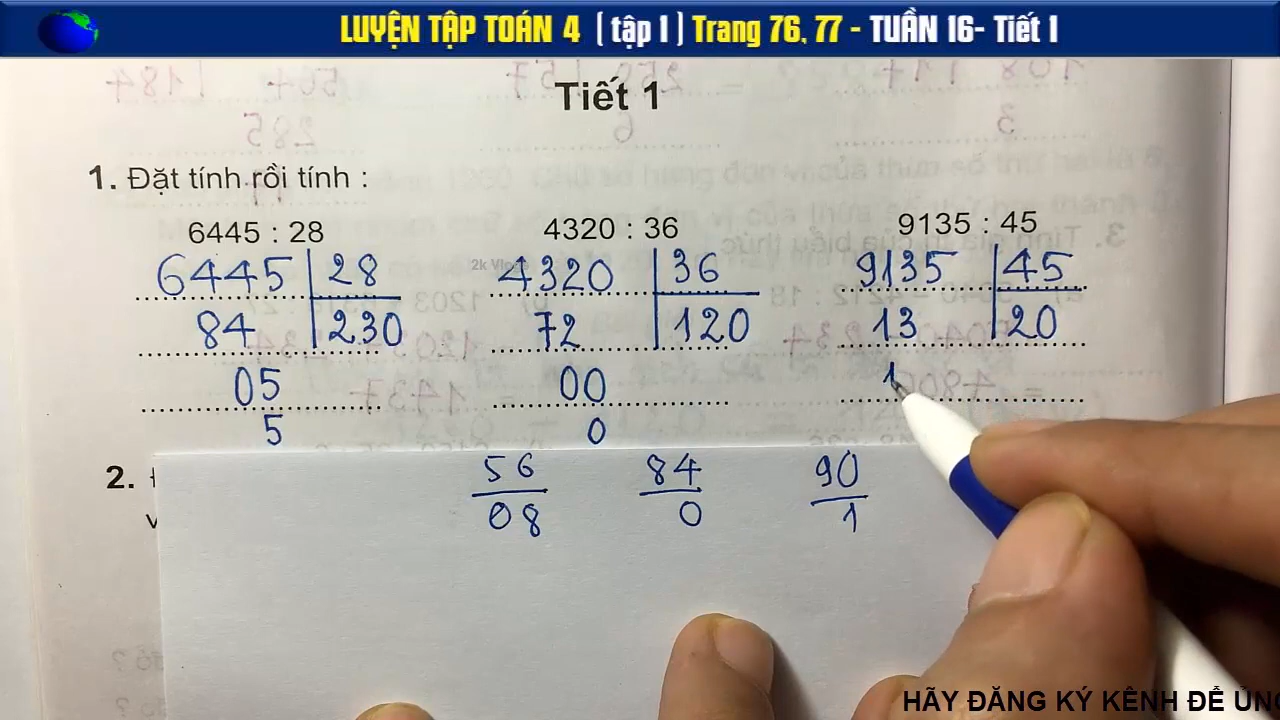 LUYỆN TẬP TOÁN 4 ( tập 1 ) Trang 76, 77 - TUẦN 16- Tiết 1
Tiết 1
1. Đặt tính rồi tính :
6445 : 28 4320 : 36 9135 : 45
6445 28 4320 36 9135 45
84 230 72 120 13 20
05 00 1
5 0
2k Vlogs
2.
56 84 90
08 0 1
HÃY ĐĂNG KÝ KÊNH ĐỂ ỦNG